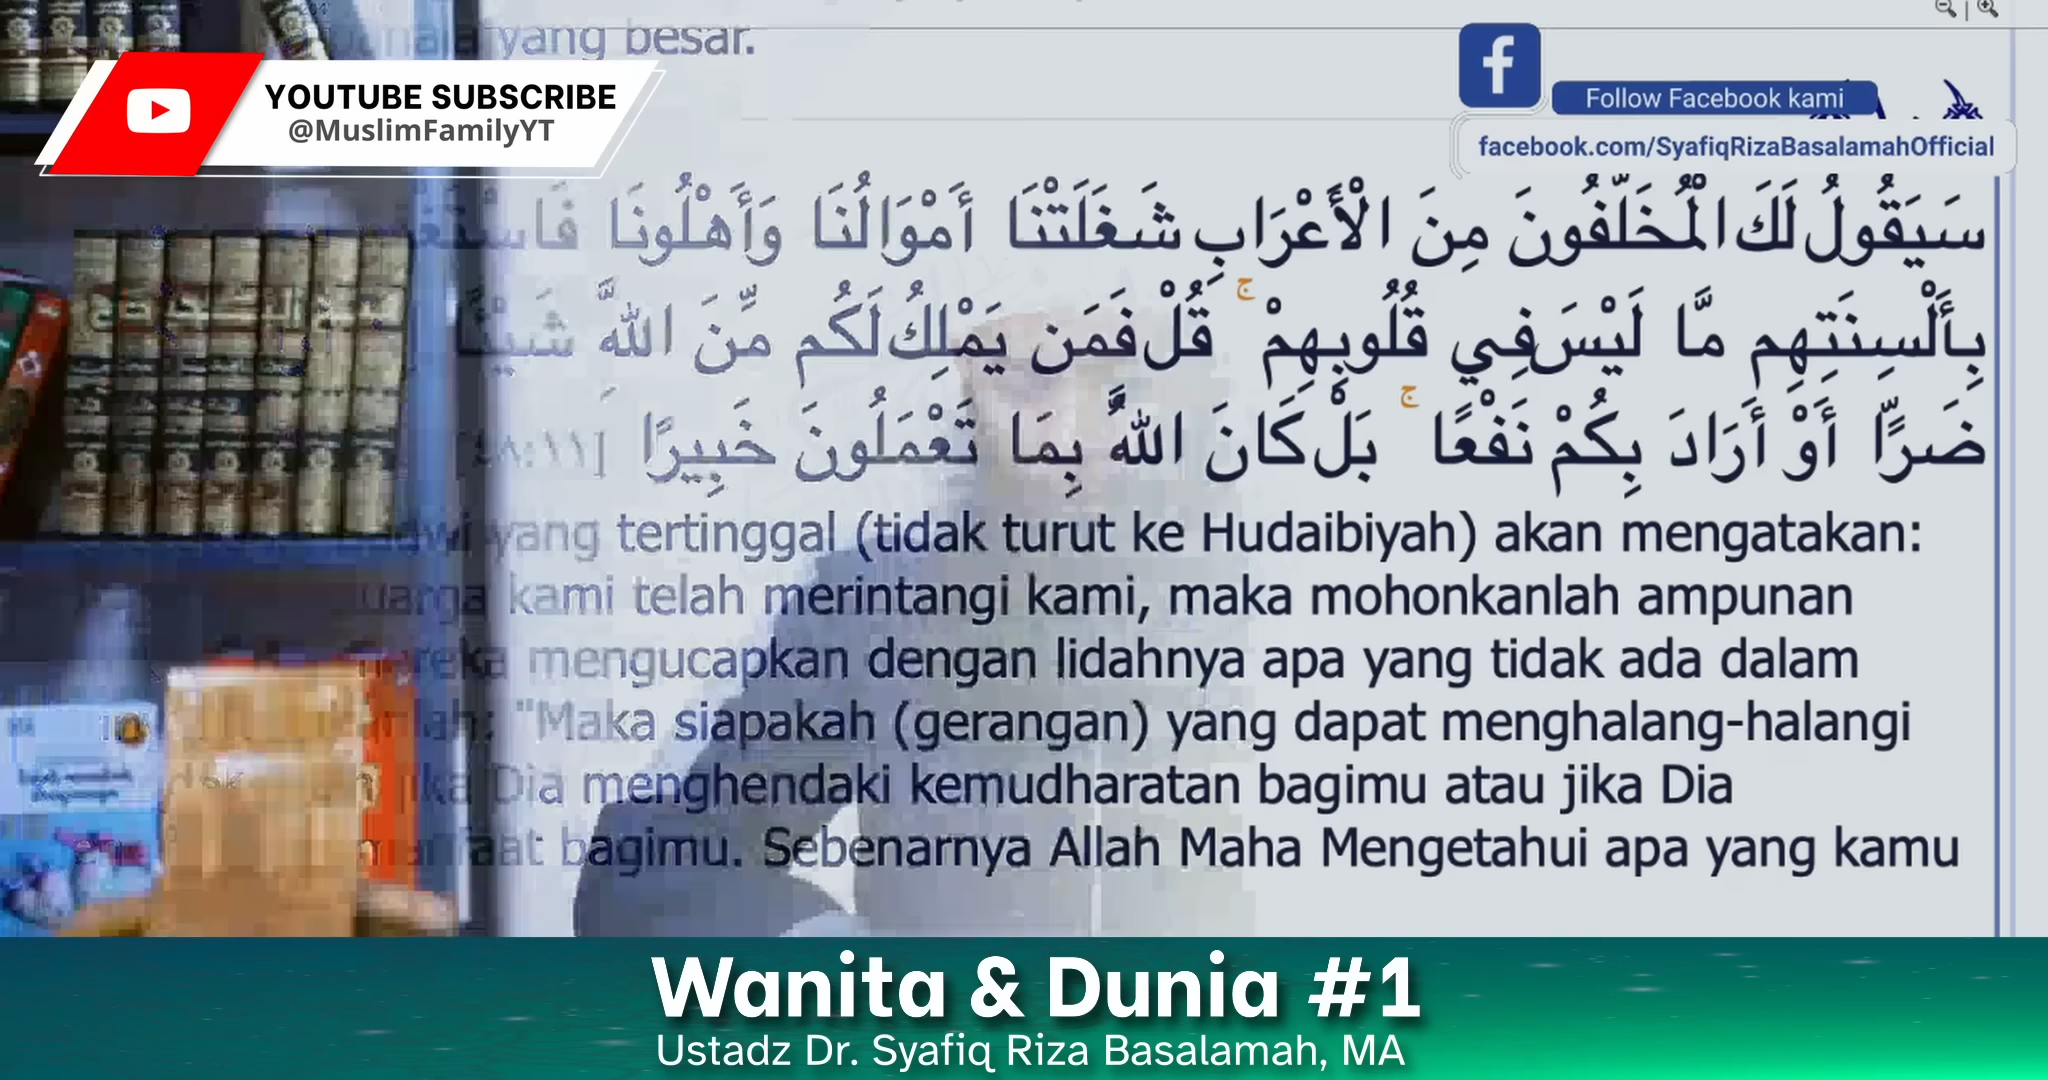 yang besar.
YOUTUBE SUBSCRIBE
@MuslimFamilyYT
Follow Facebook kami
facebook.com/SyafiqRizaBasalamahOfficial
سَيَقُولُ لَكَ الْمُخَلَّفُونَ مِنَ الْأَعْرَابِ شَغَلَتْنَا أَمْوَالُنَا وَأَهْلُونَا
بِأَلْسِنَتِهِم مَّا لَيْسَ فِي قُلُوبِهِمْ ۚ قُلْ فَمَن يَمْلِكُ لَكُم مِّنَ اللَّهِ شَيْئًا
ضَرًّا أَوْ أَرَادَ بِكُمْ نَفْعًا ۚ بَلْ كَانَ اللَّهُ بِمَا تَعْمَلُونَ خَبِيرًا [٤٨:١١]
yang tertinggal (tidak turut ke Hudaibiyah) akan mengatakan:
kami telah merintangi kami, maka mohonkanlah ampunan
mereka mengucapkan dengan lidahnya apa yang tidak ada dalam
"Maka siapakah (gerangan) yang dapat menghalang-halangi
jika Dia menghendaki kemudharatan bagimu atau jika Dia
bagimu. Sebenarnya Allah Maha Mengetahui apa yang kamu
Wanita & Dunia #1
Ustadz Dr. Syafiq Riza Basalamah, MA